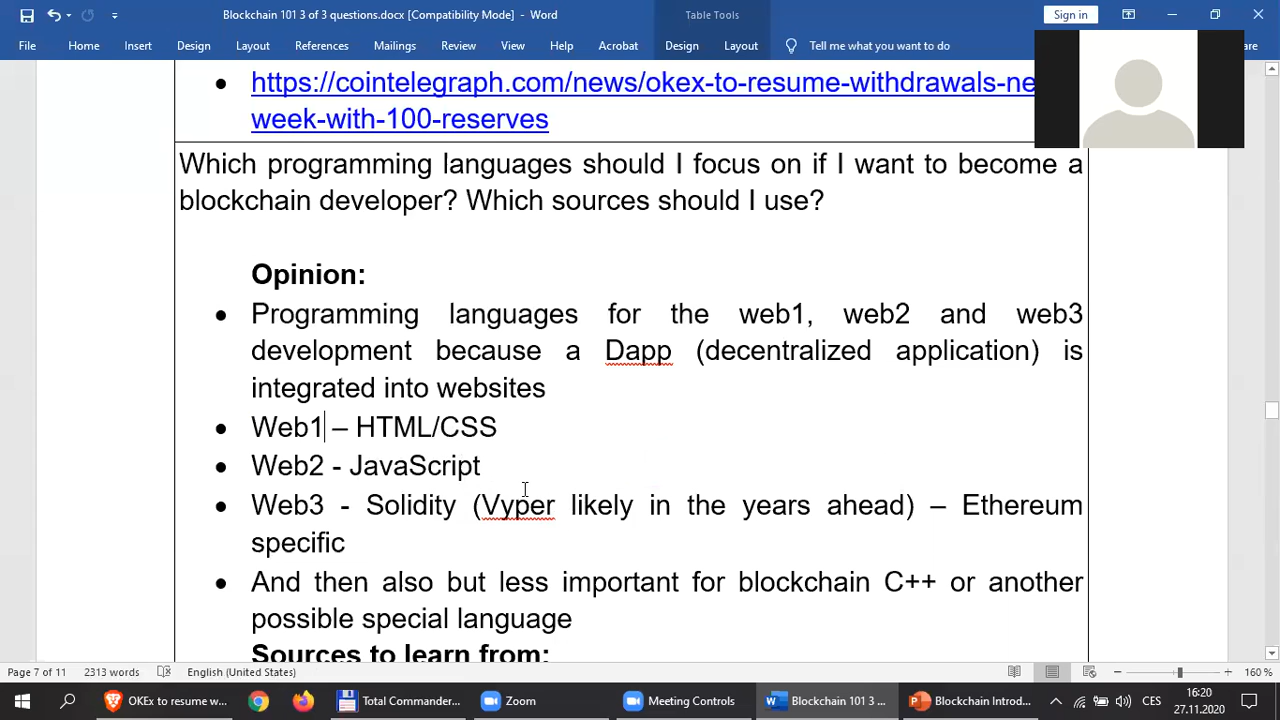 Blockchain 101 3 of 3 questions.docx [Compatibility Mode] - Word
Table Tools
Sign in
File
Home
Insert
Design
Layout
References
Mailings
Review
View
Help
Acrobat
Design
Layout
Tell me what you want to do
are
https://cointelegraph.com/news/okex-to-resume-withdrawals-ne
week-with-100-reserves
Which programming languages should I focus on if I want to become a
blockchain developer? Which sources should I use?
Opinion:
Programming languages for the web1, web2 and web3
development because a Dapp (decentralized application) is
integrated into websites
Web1 – HTML/CSS
Web2 - JavaScript
Web3 - Solidity (Vyper likely in the years ahead) – Ethereum
specific
And then also but less important for blockchain C++ or another
possible special language
Sources to learn from:
Page 7 of 11
2313 words
English (United States)
160 %
OKEx to resume w...
Total Commander...
Zoom
Meeting Controls
Blockchain 101 3 ...
Blockchain Introd...
CES
16:20
27.11.2020